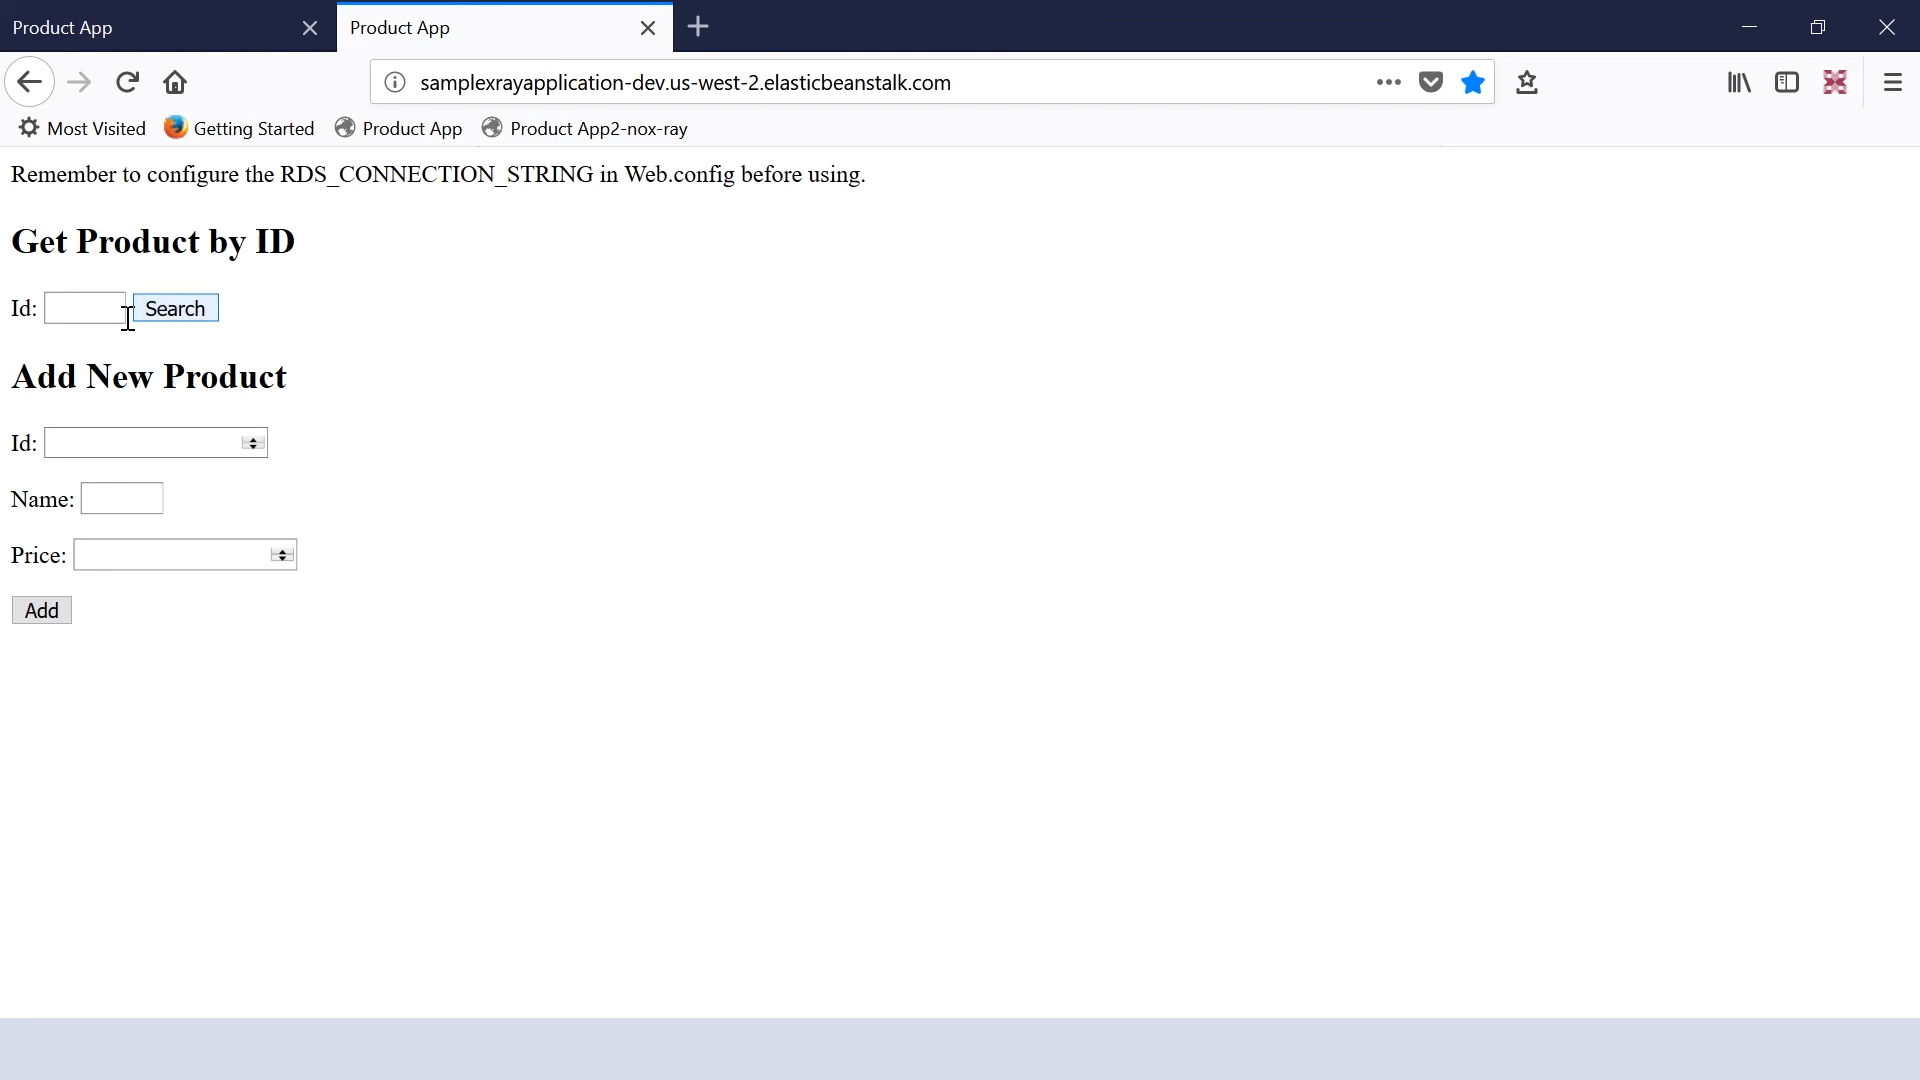 Product App
Product App
samplexrayapplication-dev.us-west-2.elasticbeanstalk.com
Most Visited Getting Started Product App Product App2-nox-ray
Remember to configure the RDS_CONNECTION_STRING in Web.config before using.
Get Product by ID
Id: Search
Add New Product
Id:
Name:
Price:
Add